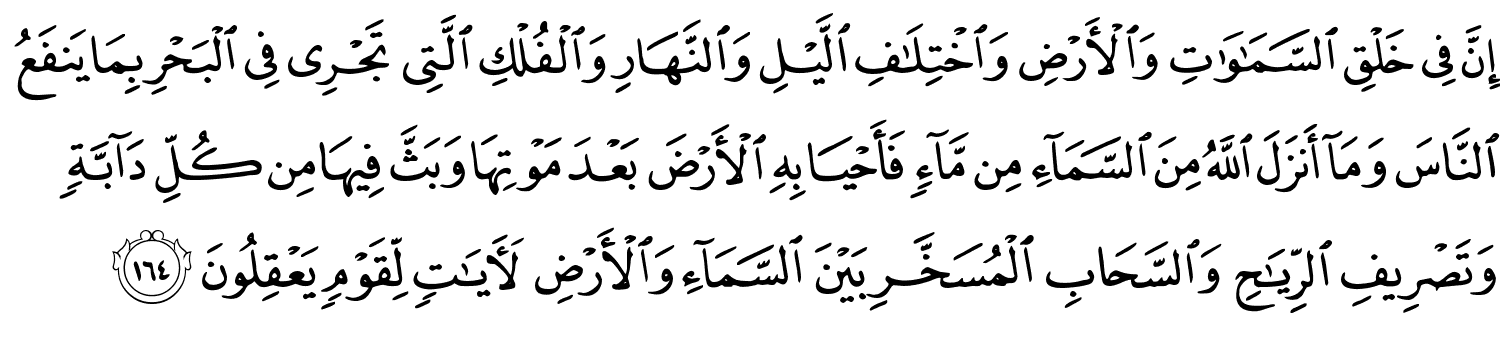 إِنَّ فِى خَلْقِ ٱلسَّمَـٰوَٰتِ وَٱلْأَرْضِ وَٱخْتِلَـٰفِ ٱلَّيْلِ وَٱلنَّهَارِ وَٱلْفُلْكِ ٱلَّتِى تَجْرِى فِى ٱلْبَحْرِ بِمَا يَنفَعُ
ٱلنَّاسَ وَمَآ أَنزَلَ ٱللَّهُ مِنَ ٱلسَّمَآءِ مِن مَّآءٍ فَأَحْيَا بِهِ ٱلْأَرْضَ بَعْدَ مَوْتِهَا وَبَثَّ فِيهَا مِن كُلِّ دَآبَّةٍ
وَتَصْرِيفِ ٱلرِّيَـٰحِ وَٱلسَّحَابِ ٱلْمُسَخَّرِ بَيْنَ ٱلسَّمَآءِ وَٱلْأَرْضِ لَـَٔايَـٰتٍ لِّقَوْمٍ يَعْقِلُونَ ١٦٤